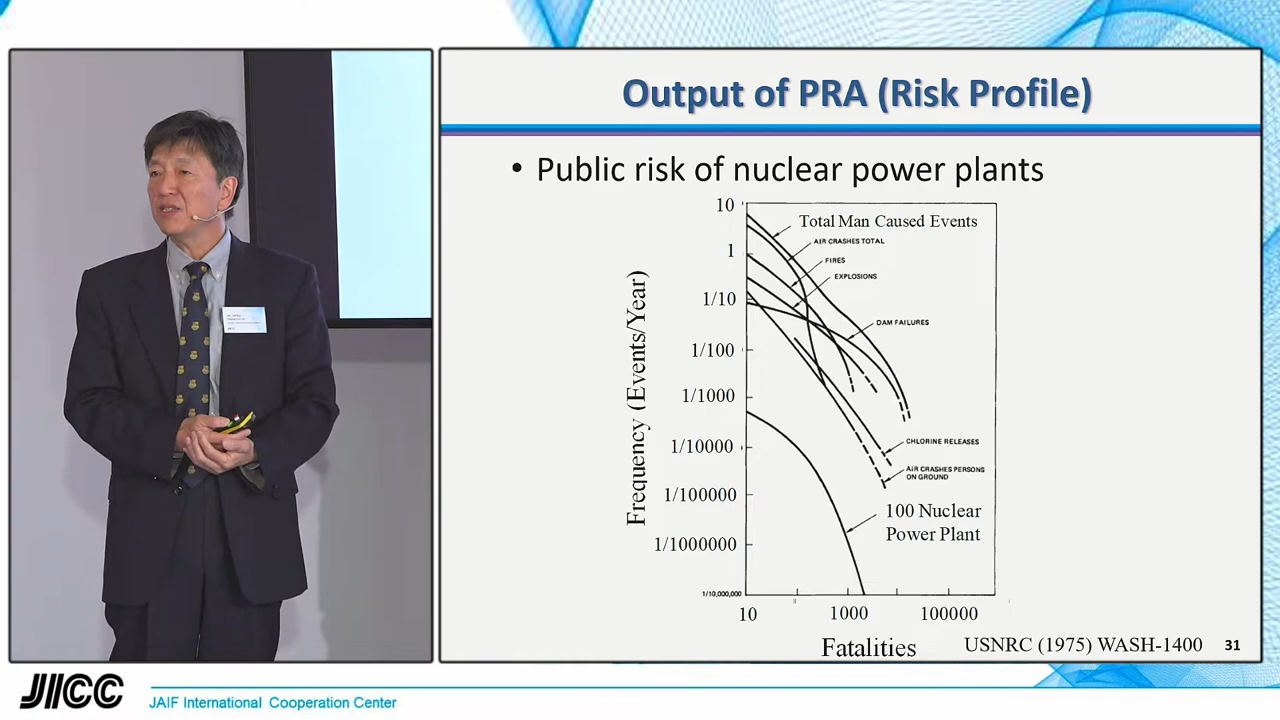 Output of PRA (Risk Profile)
• Public risk of nuclear power plants
10
1
1/10
1/100
1/1000
1/10000
1/100000
1/1000000
1/10,000,000
Frequency (Events/Year)
Total Man Caused Events
AIR CRASHES TOTAL
FIRES
EXPLOSIONS
DAM FAILURES
CHLORINE RELEASES
AIR CRASHES PERSONS
ON GROUND
100 Nuclear
Power Plant
10
1000
100000
Fatalities
USNRC (1975) WASH-1400
31
JICC
JAIF International Cooperation Center